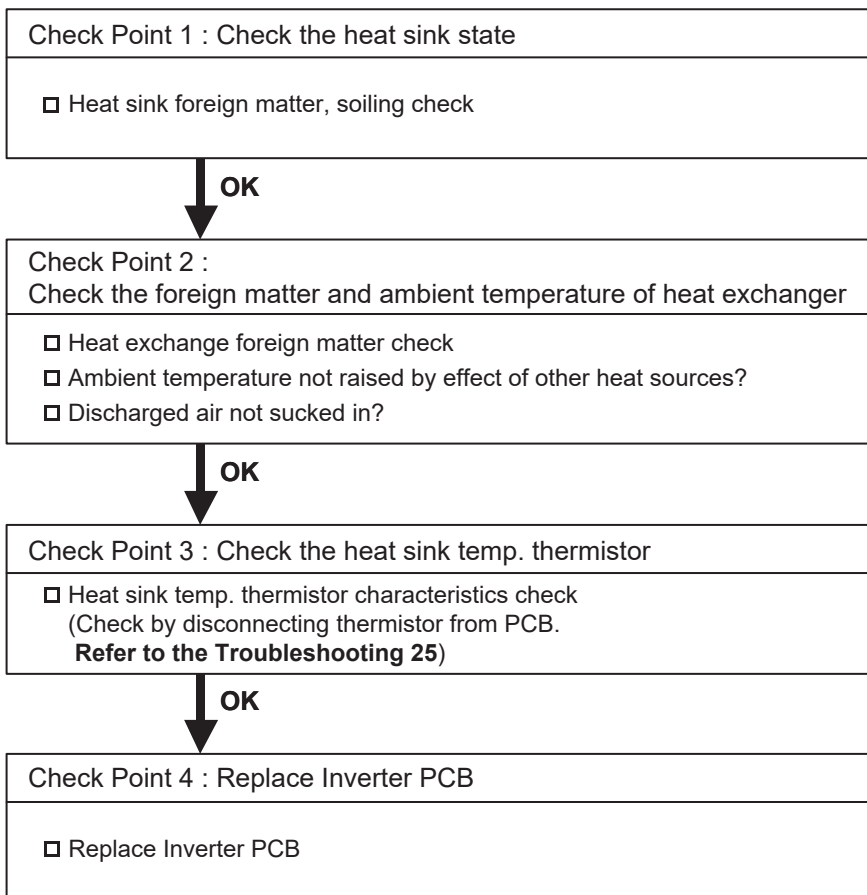 Check Point 1 : Check the heat sink state
Heat sink foreign matter, soiling check
OK
Check Point 2 :
Check the foreign matter and ambient temperature of heat exchanger
Heat exchange foreign matter check
Ambient temperature not raised by effect of other heat sources?
Discharged air not sucked in?
OK
Check Point 3 : Check the heat sink temp. thermistor
Heat sink temp. thermistor characteristics check
(Check by disconnecting thermistor from PCB.
Refer to the Troubleshooting 25)
OK
Check Point 4 : Replace Inverter PCB
Replace Inverter PCB